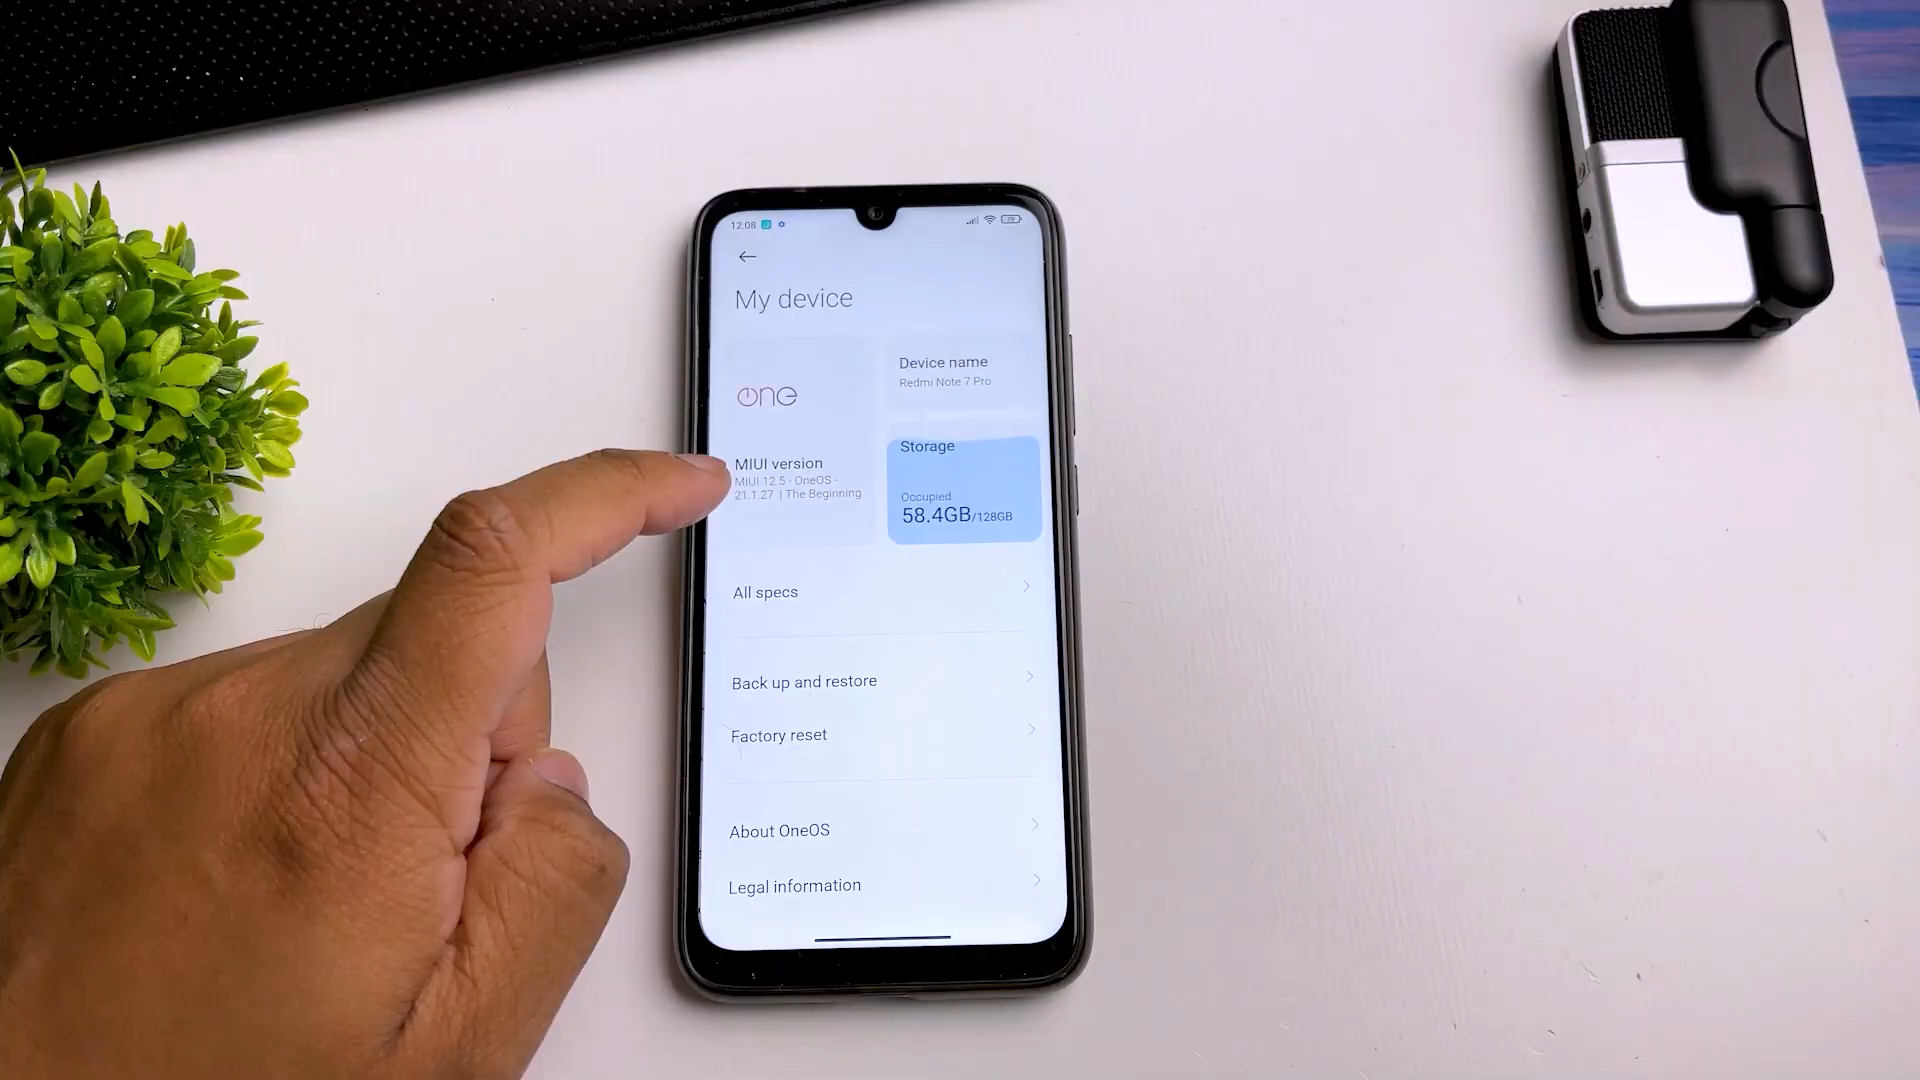 12:08
My device
one
Device name
Redmi Note 7 Pro
MIUI version
MIUI 12.5 - OneOS -
21.1.27 | The Beginning
Storage
Occupied
58.4GB/128GB
All specs
Back up and restore
Factory reset
About OneOS
Legal information